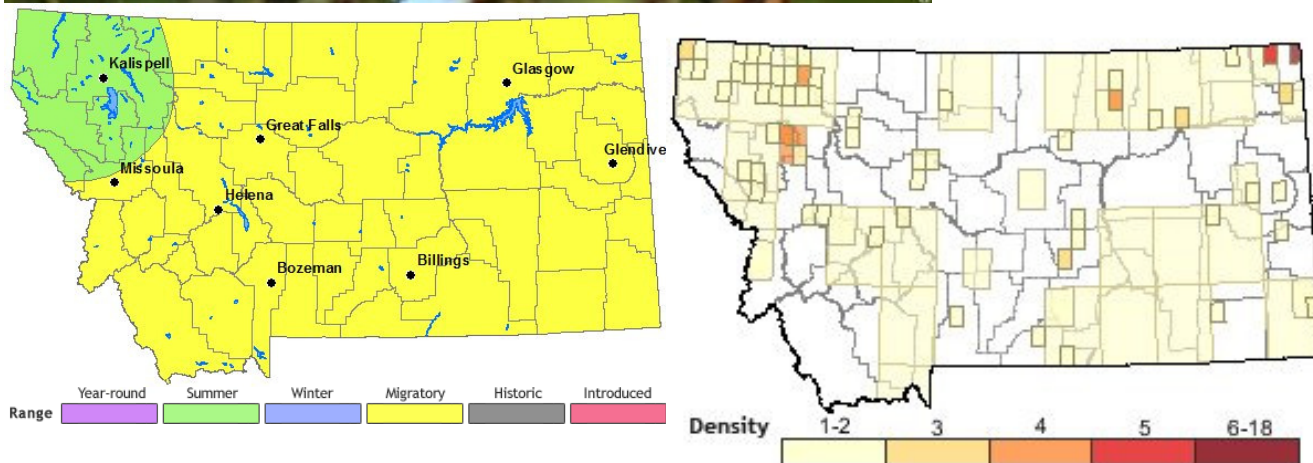 Kalispell
Glasgow
Great Falls
Glendive
Missoula
Helena
Bozeman
Billings
Year-round Summer Winter Migratory Historic Introduced
Range
Density 1-2 3 4 5 6-18